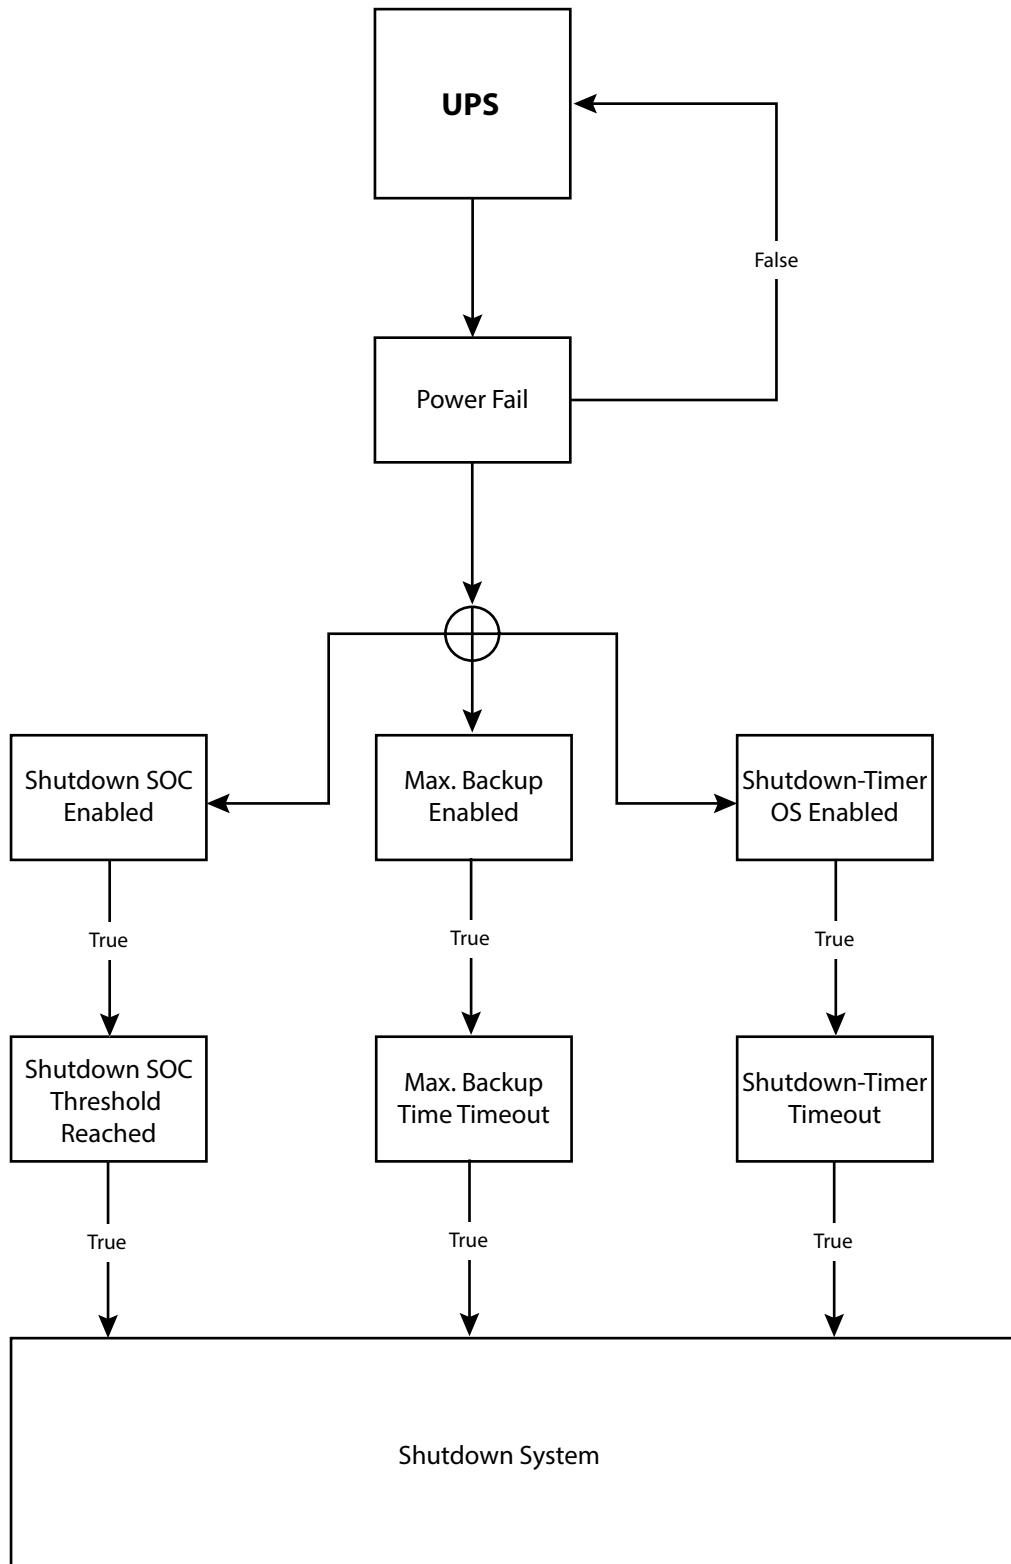 UPS
False
Power Fail
Shutdown SOC
Enabled
Max. Backup
Enabled
Shutdown-Timer
OS Enabled
True
True
True
Shutdown SOC
Threshold
Reached
Max. Backup
Time Timeout
Shutdown-Timer
Timeout
True
True
True
Shutdown System